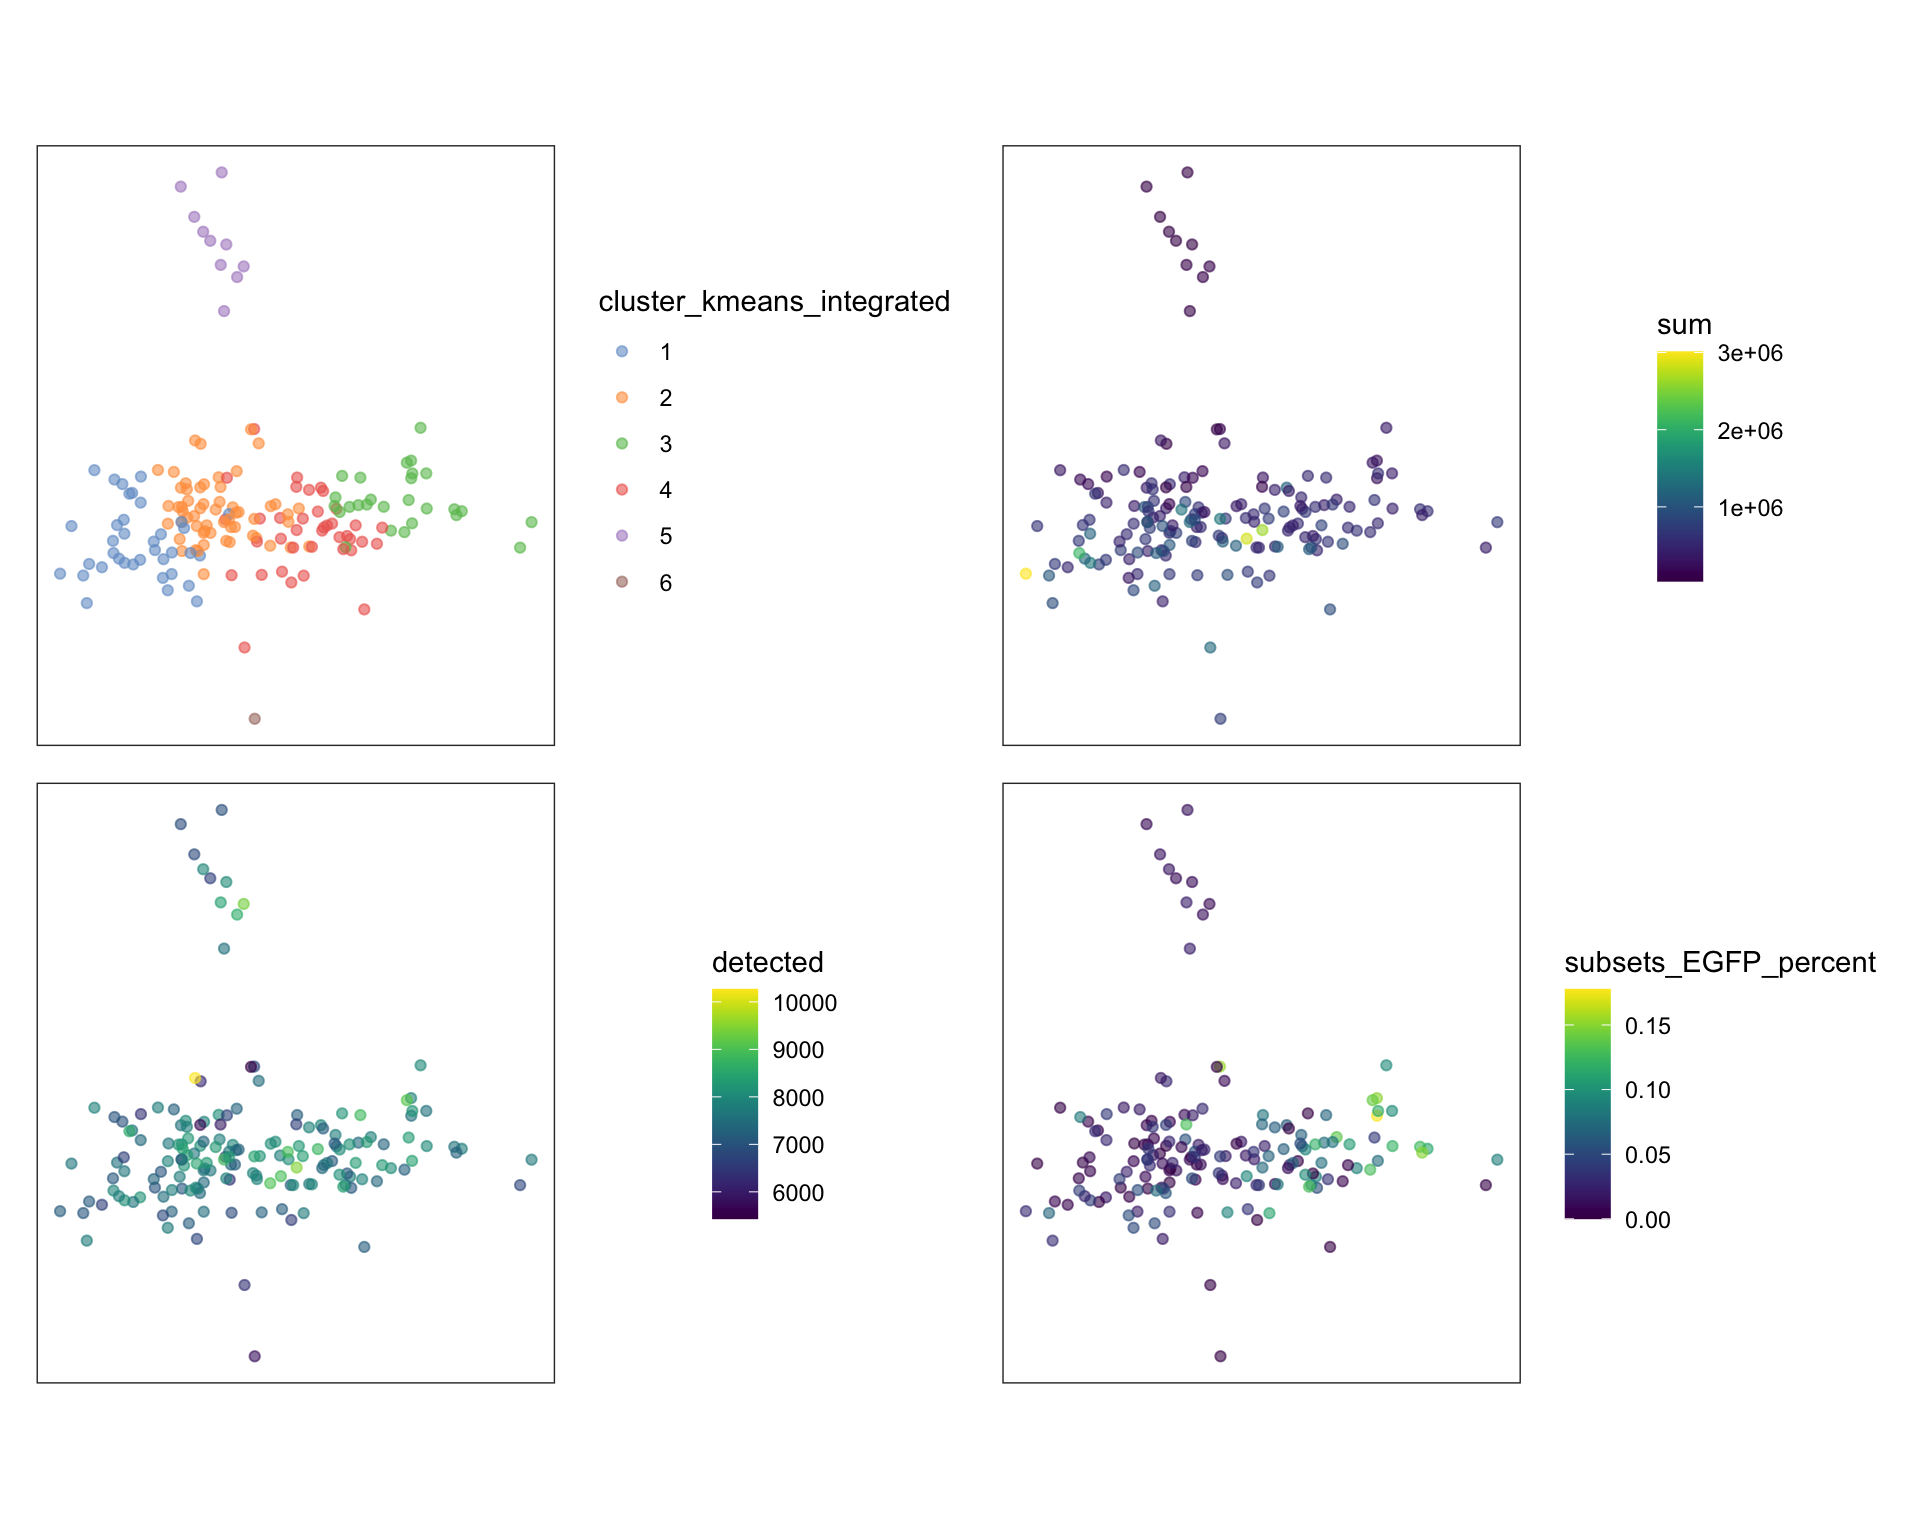 cluster_kmeans_integrated
1
2
3
4
5
6
sum
3e+06
2e+06
1e+06
detected
10000
9000
8000
7000
6000
subsets_EGFP_percent
0.15
0.10
0.05
0.00